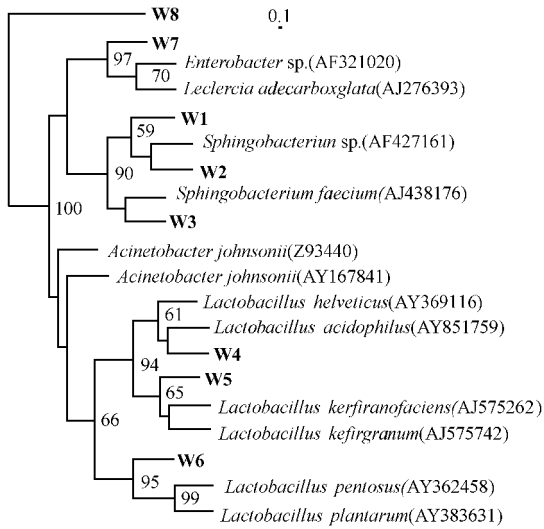 W8 0.1
W7
97
Enterobacter sp.(AF321020)
70
Leclercia adecarboxglata(AJ276393)
W1
59
Sphingobacteriun sp.(AF427161)
90 W2
Sphingobacterium faecium(AJ438176)
100 W3
Acinetobacter johnsonii(Z93440)
Acinetobacter johnsonii(AY167841)
Lactobacillus helveticus(AY369116)
61
Lactobacillus acidophilus(AY851759)
W4
94
W5
65
Lactobacillus kerfiranofaciens(AJ575262)
66
Lactobacillus kefirgranum(AJ575742)
W6
95
Lactobacillus pentosus(AY362458)
99
Lactobacillus plantarum(AY383631)